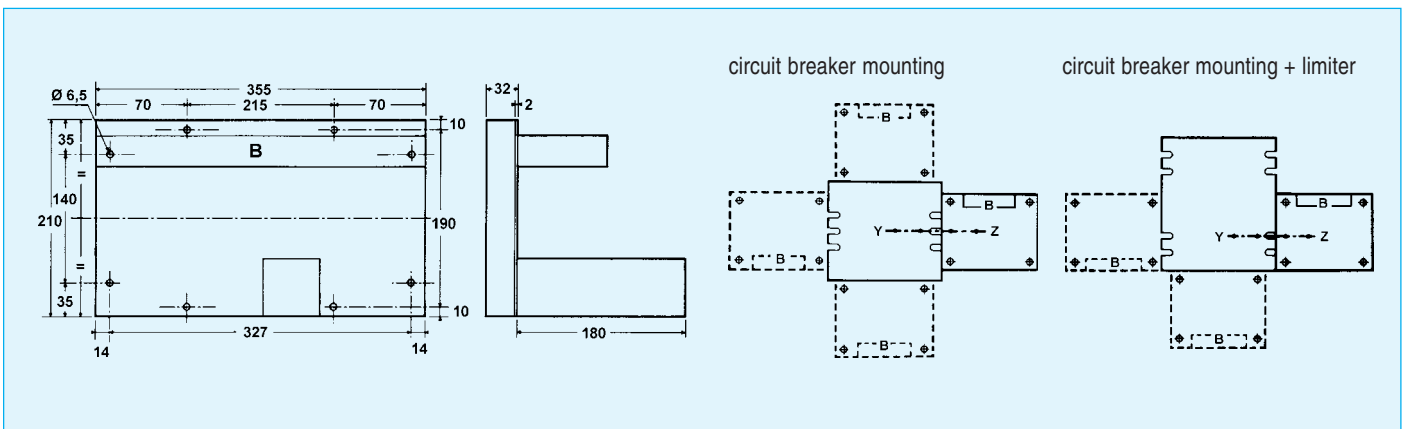 circuit breaker mounting
circuit breaker mounting + limiter
355
32
Ø 6,5
70
215
70
2
10
35
B
=
140
210
190
=
35
10
327
180
14
14
B
B
Y
Z
B
B
B
Y
Z
B
B